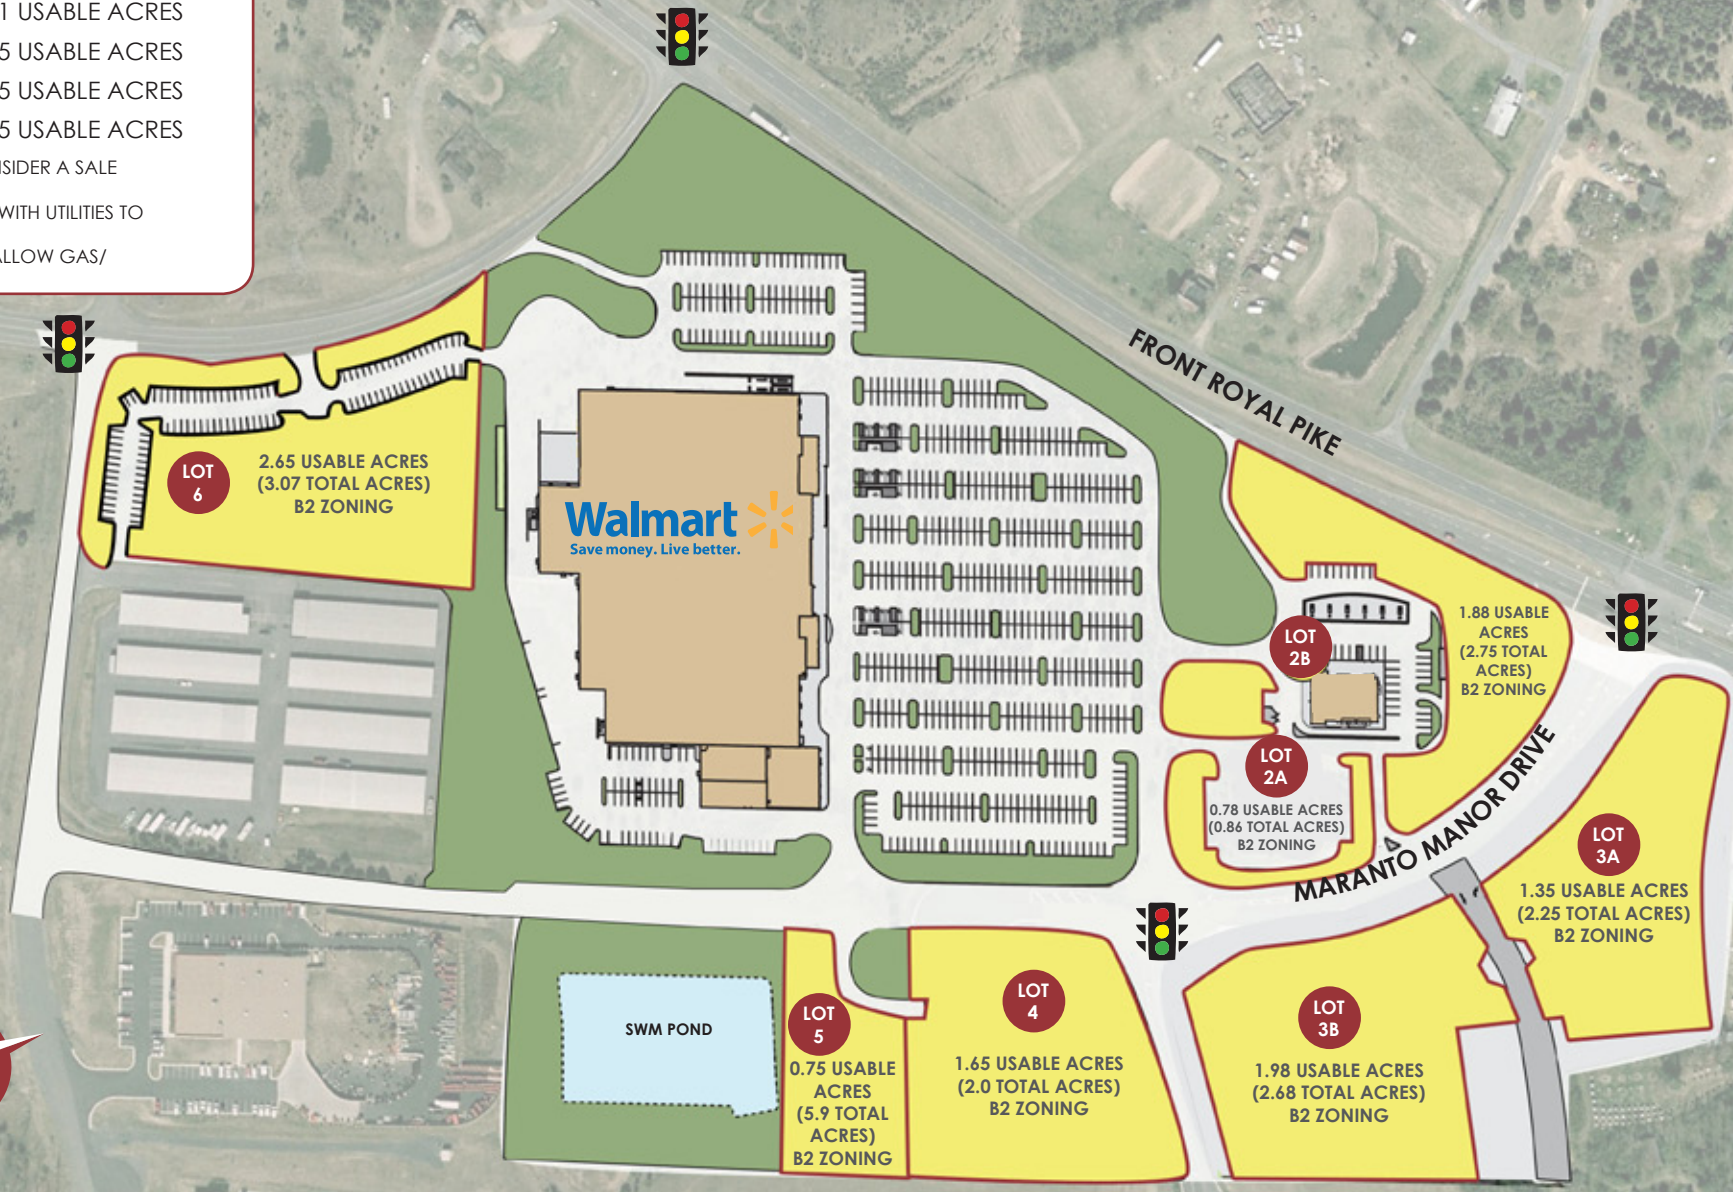 1 USABLE ACRES
5 USABLE ACRES
5 USABLE ACRES
5 USABLE ACRES
NSIDER A SALE
WITH UTILITIES TO
ALLOW GAS/
FRONT ROYAL PIKE
LOT
6
2.65 USABLE ACRES
(3.07 TOTAL ACRES)
B2 ZONING
Walmart
Save money. Live better.
LOT
2B
1.88 USABLE
ACRES
(2.75 TOTAL
ACRES)
B2 ZONING
LOT
2A
0.78 USABLE ACRES
(0.86 TOTAL ACRES)
B2 ZONING
MARANTO MANOR DRIVE
LOT
3A
1.35 USABLE ACRES
(2.25 TOTAL ACRES)
B2 ZONING
SWM POND
LOT
5
0.75 USABLE
ACRES
(5.9 TOTAL
ACRES)
B2 ZONING
LOT
4
1.65 USABLE ACRES
(2.0 TOTAL ACRES)
B2 ZONING
LOT
3B
1.98 USABLE ACRES
(2.68 TOTAL ACRES)
B2 ZONING